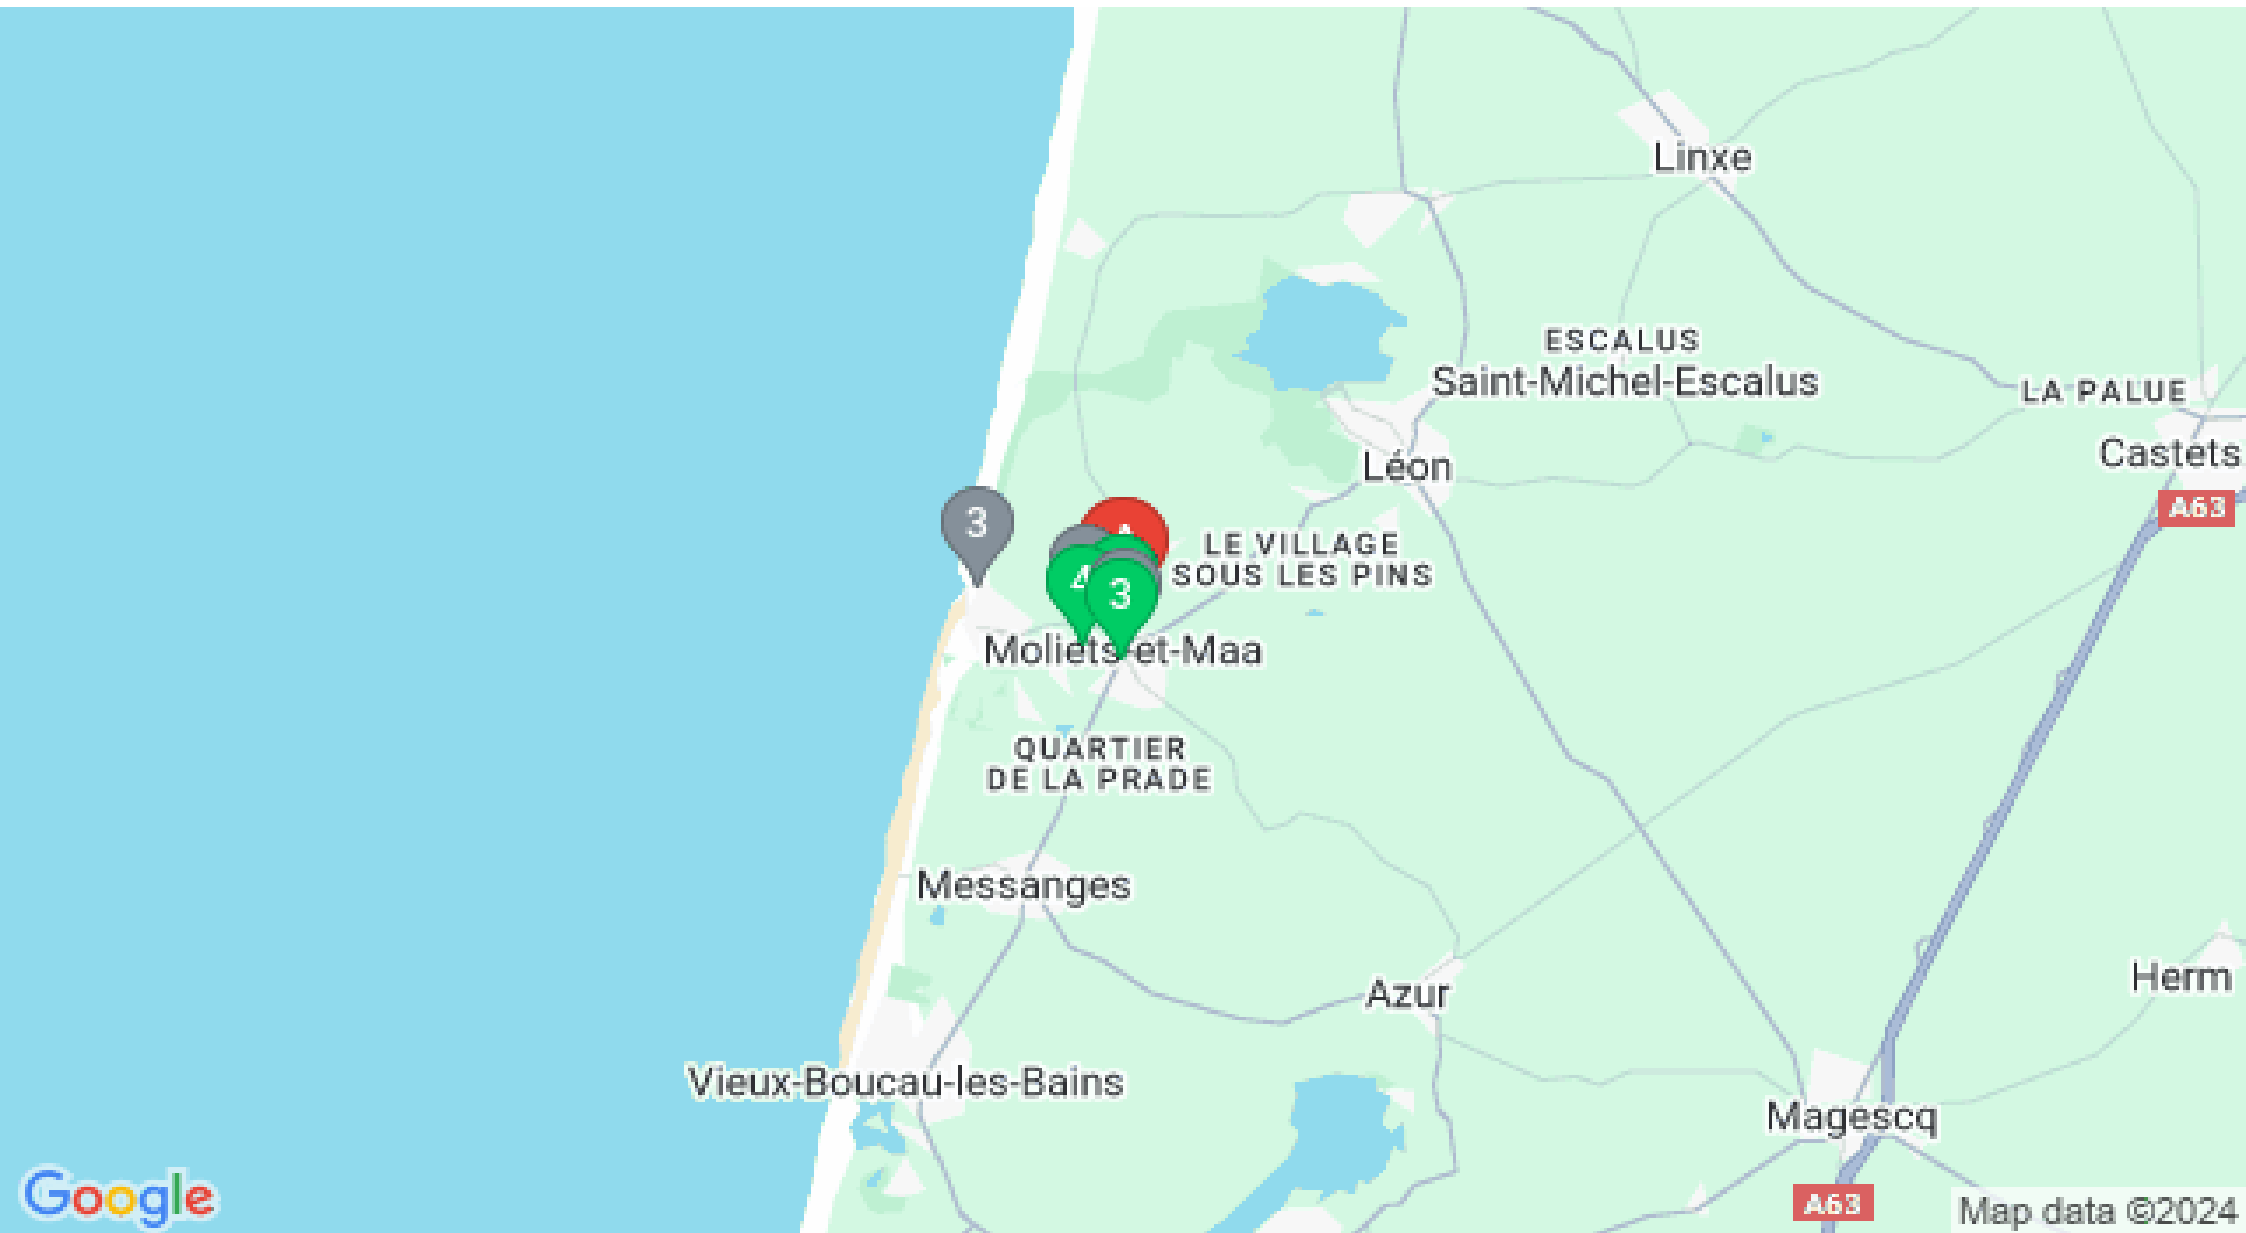 Linxe
ESCALUS
Saint-Michel-Escalus
LA PALUE
Castets
Léon
A63
3
LE VILLAGE
SOUS LES PINS
4
3
Moliets-et-Maa
QUARTIER
DE LA PRADE
Messanges
Azur
Herm
Vieux-Boucau-les-Bains
Magescq
Google
A63
Map data ©2024